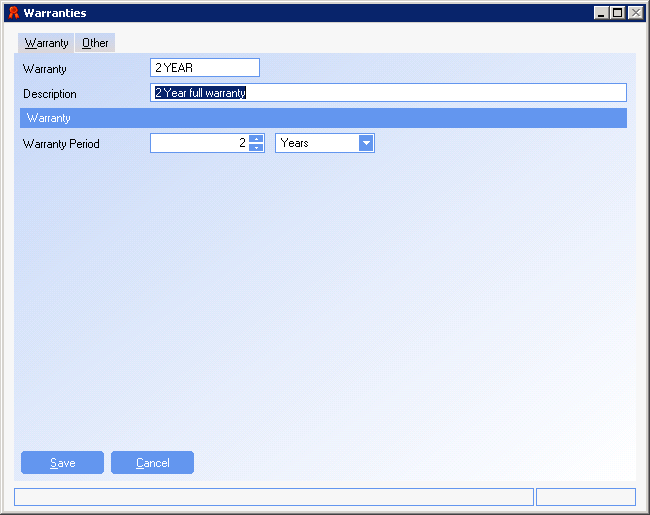 Warranties
Warranty Other
Warranty 2 YEAR
Description 2 Year full warranty
Warranty
Warranty Period 2 Years
Save Cancel